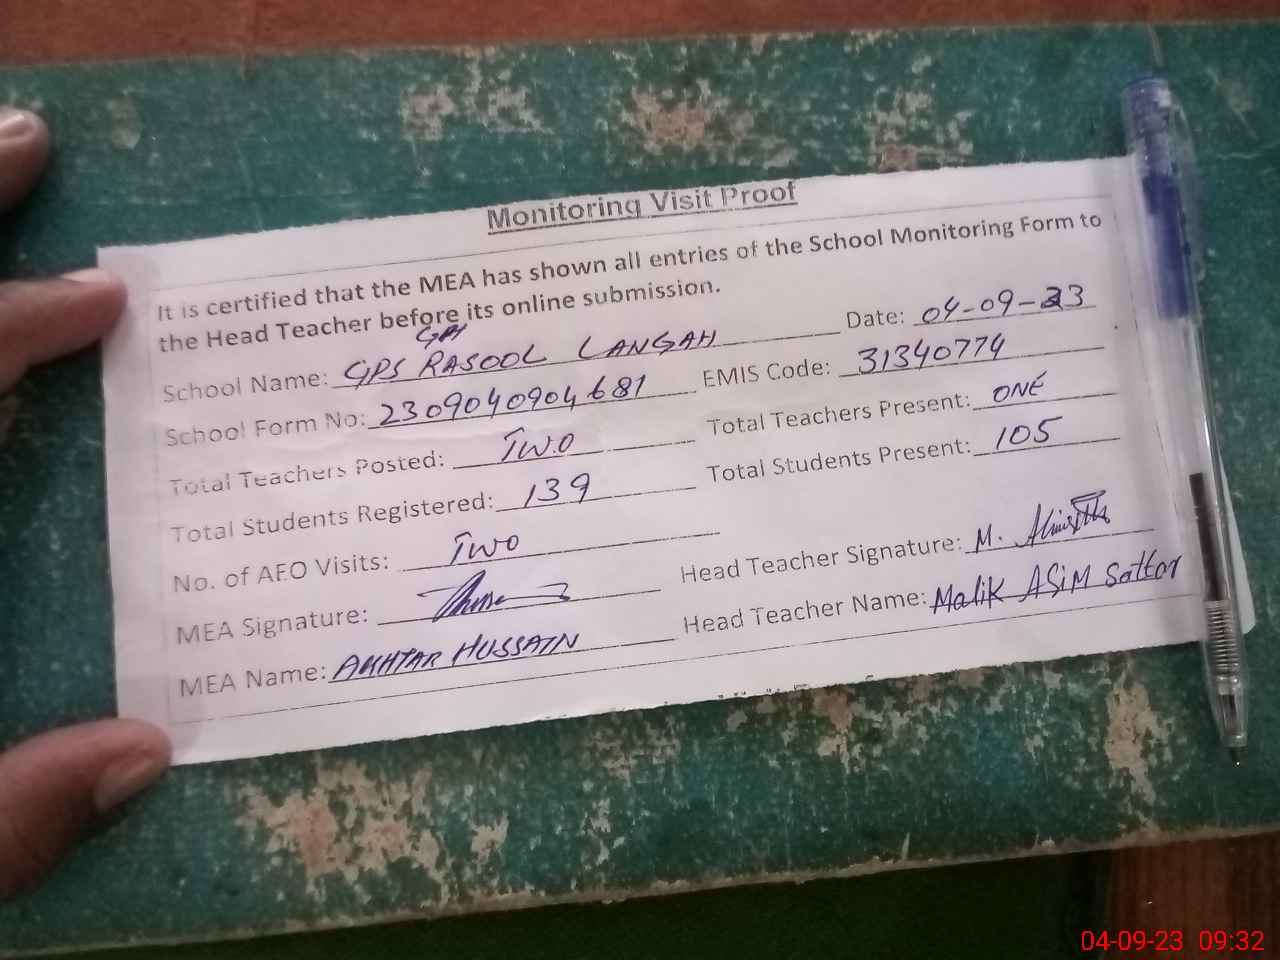 Monitoring Visit Proof
It is certified that the MEA has shown all entries of the School Monitoring Form to
the Head Teacher before its online submission.
School Name: GPS RASOOL LANGAH Date: 04-09-23
School Form No: 2309040904681 EMIS Code: 31340774
Total Teachers Posted: TWO Total Teachers Present: ONE
Total Students Registered: 139 Total Students Present: 105
No. of AEO Visits: TWO
MEA Signature: Head Teacher Signature: M.
MEA Name: AKHTAR HUSSAIN Head Teacher Name: Malik ASiM Sattar
04-09-23 09:32